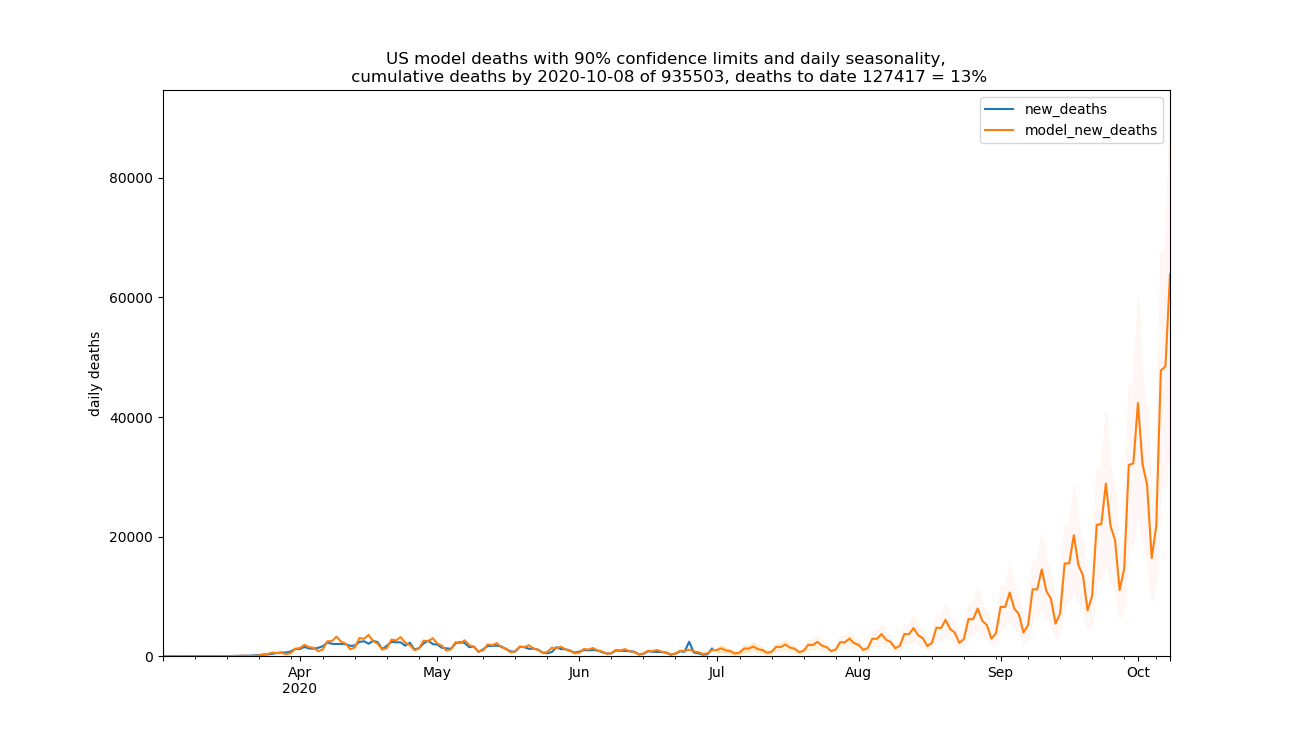 US model deaths with 90% confidence limits and daily seasonality,
cumulative deaths by 2020-10-08 of 935503, deaths to date 127417 = 13%
new_deaths
model_new_deaths
daily deaths
80000
60000
40000
20000
0
Apr
2020
May
Jun
Jul
Aug
Sep
Oct